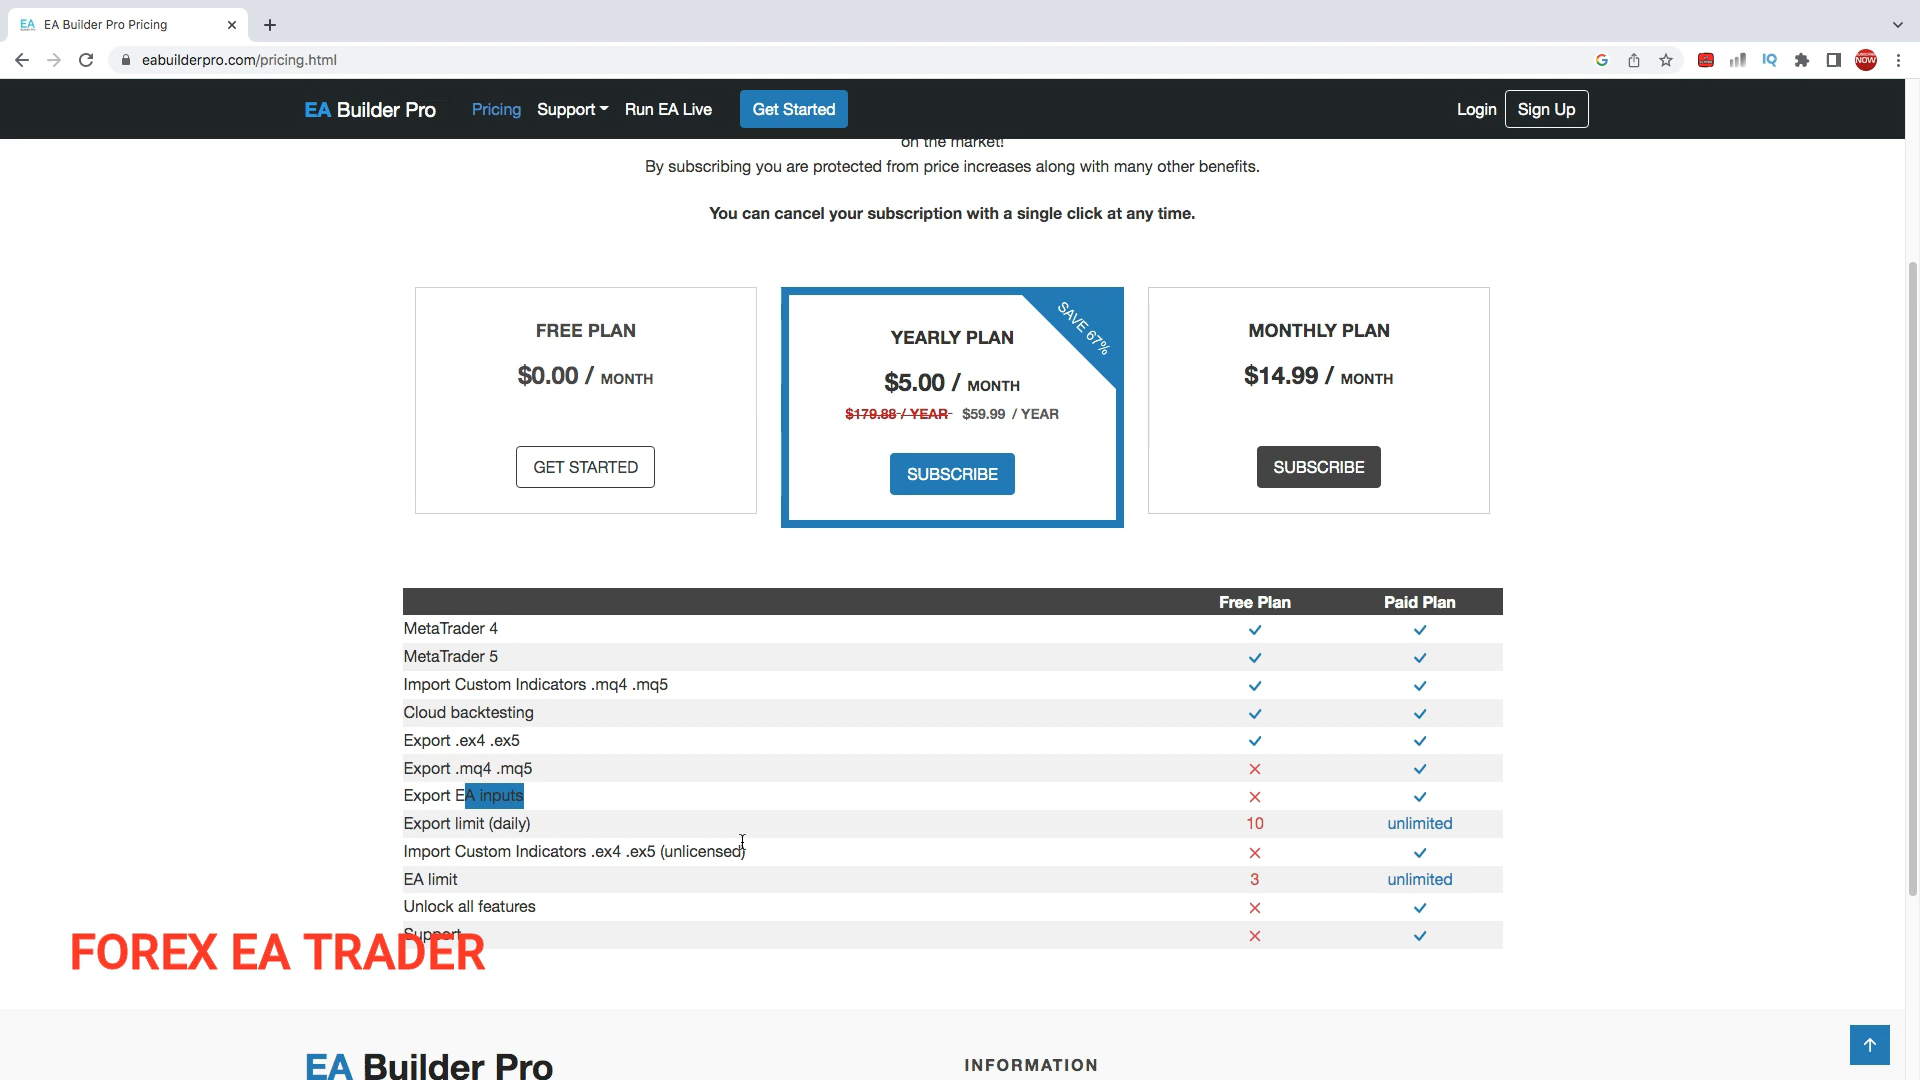 EA Builder Pro Pricing
eabuilderpro.com/pricing.html
IQ
NOW
EA Builder Pro Pricing Support Run EA Live Get Started Login Sign Up
on the market!
By subscribing you are protected from price increases along with many other benefits.
You can cancel your subscription with a single click at any time.
FREE PLAN
$0.00 / MONTH
GET STARTED
SAVE 67%
YEARLY PLAN
$5.00 / MONTH
$179.88 / YEAR $59.99 / YEAR
SUBSCRIBE
MONTHLY PLAN
$14.99 / MONTH
SUBSCRIBE
Free Plan Paid Plan
MetaTrader 4
MetaTrader 5
Import Custom Indicators .mq4 .mq5
Cloud backtesting
Export .ex4 .ex5
Export .mq4 .mq5
Export EA inputs
Export limit (daily) 10 unlimited
Import Custom Indicators .ex4 .ex5 (unlicensed)
EA limit 3 unlimited
Unlock all features
Support
FOREX EA TRADER
EA Builder Pro
INFORMATION